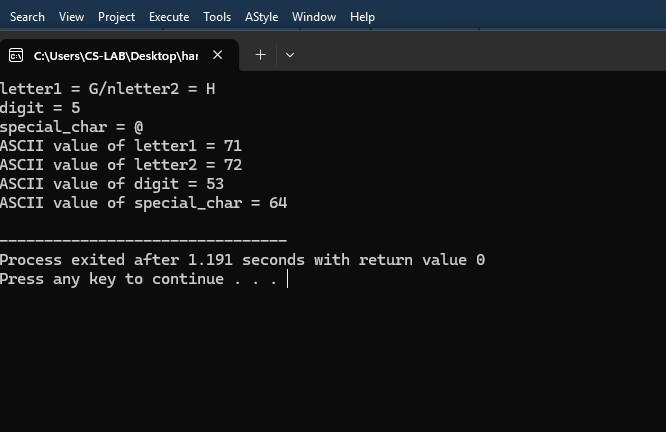 Search View Project Execute Tools AStyle Window Help
C:\Users\CS-LAB\Desktop\har
letter1 = G/nletter2 = H
digit = 5
special_char = @
ASCII value of letter1 = 71
ASCII value of letter2 = 72
ASCII value of digit = 53
ASCII value of special_char = 64
--------------------------------
Process exited after 1.191 seconds with return value 0
Press any key to continue . . .